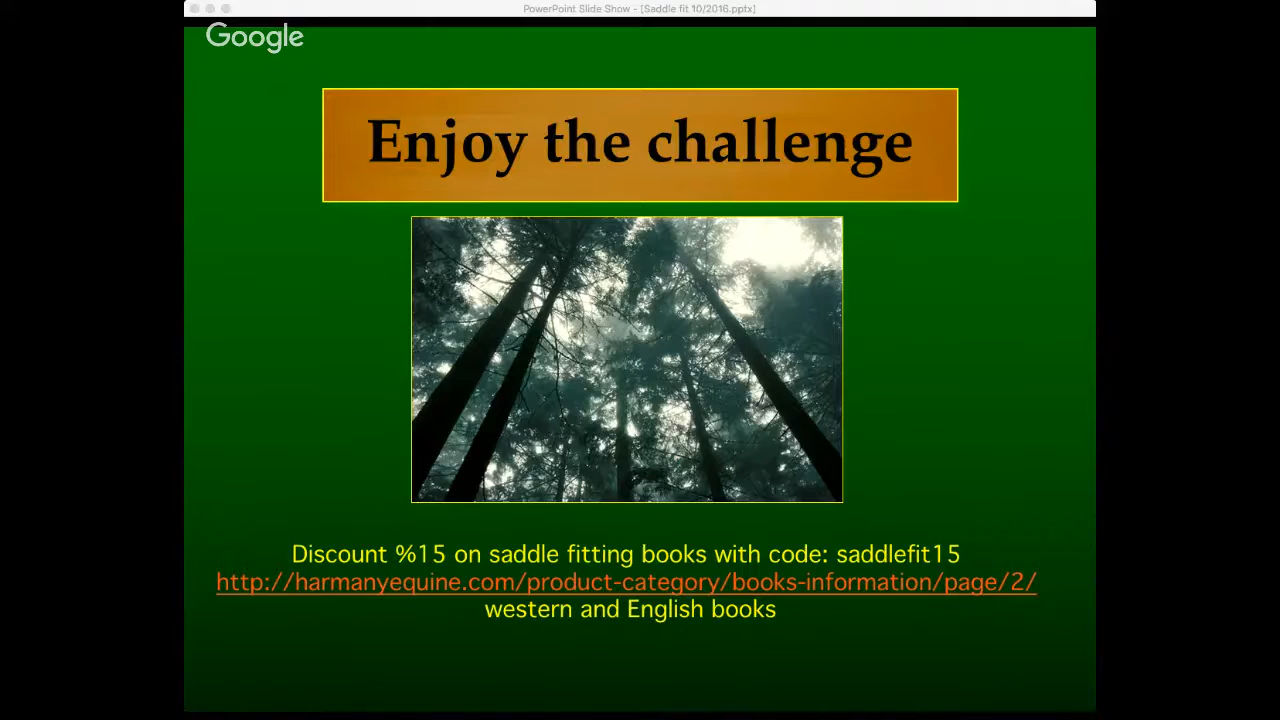 PowerPoint Slide Show - [Saddle fit 10/2016.pptx]
Google
Enjoy the challenge
Discount %15 on saddle fitting books with code: saddlefit15
http://harmanyequine.com/product-category/books-information/page/2/
western and English books